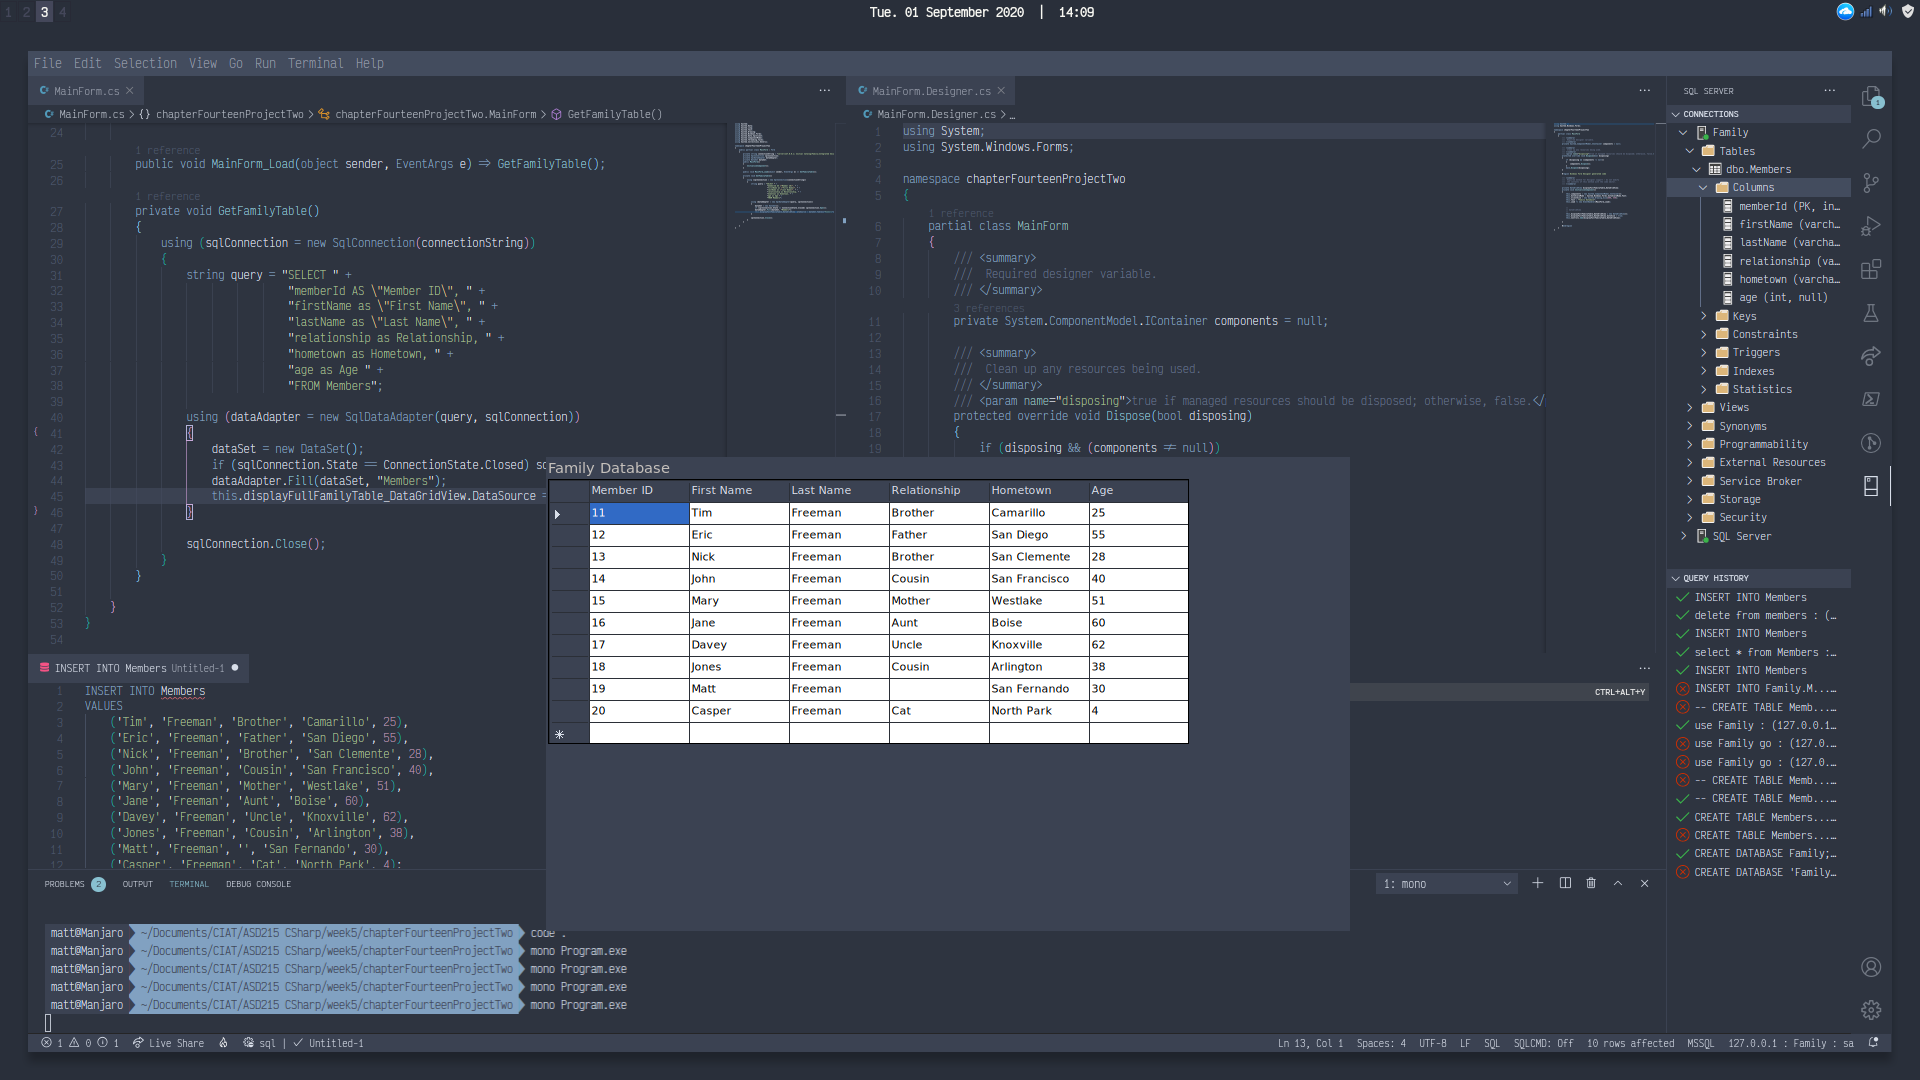 1 2 3 4
Tue. 01 September 2020 | 14:09
File Edit Selection View Go Run Terminal Help
MainForm.cs
MainForm.cs > {} chapterFourteenProjectTwo > chapterFourteenProjectTwo.MainForm > GetFamilyTable()
24
1 reference
25 public void MainForm_Load(object sender, EventArgs e) => GetFamilyTable();
26
1 reference
27 private void GetFamilyTable()
28 {
29 using (sqlConnection = new SqlConnection(connectionString))
30 {
31 string query = "SELECT " +
32 "memberId AS \"Member ID\", " +
33 "firstName as \"First Name\", " +
34 "lastName as \"Last Name\", " +
35 "relationship as Relationship, " +
36 "hometown as Hometown, " +
37 "age as Age " +
38 "FROM Members";
39
40 using (dataAdapter = new SqlDataAdapter(query, sqlConnection))
41 {
42 dataSet = new DataSet();
43 if (sqlConnection.State == ConnectionState.Closed) sq
44 dataAdapter.Fill(dataSet, "Members");
45 this.displayFullFamilyTable_DataGridView.DataSource =
46 }
47
48 sqlConnection.Close();
49 }
50 }
51
52 }
53 }
54
MainForm.Designer.cs
MainForm.Designer.cs > ...
1 using System;
2 using System.Windows.Forms;
3
4 namespace chapterFourteenProjectTwo
5 {
1 reference
6 partial class MainForm
7 {
8 /// <summary>
9 /// Required designer variable.
10 /// </summary>
3 references
11 private System.ComponentModel.IContainer components = null;
12
13 /// <summary>
14 /// Clean up any resources being used.
15 /// </summary>
16 /// <param name="disposing">true if managed resources should be disposed; otherwise, false.</
17 protected override void Dispose(bool disposing)
18 {
19 if (disposing && (components != null))
Family Database
Member ID First Name Last Name Relationship Hometown Age
11 Tim Freeman Brother Camarillo 25
12 Eric Freeman Father San Diego 55
13 Nick Freeman Brother San Clemente 28
14 John Freeman Cousin San Francisco 40
15 Mary Freeman Mother Westlake 51
16 Jane Freeman Aunt Boise 60
17 Davey Freeman Uncle Knoxville 62
18 Jones Freeman Cousin Arlington 38
19 Matt Freeman San Fernando 30
20 Casper Freeman Cat North Park 4
INSERT INTO Members Untitled-1
1 INSERT INTO Members
2 VALUES
3 ('Tim', 'Freeman', 'Brother', 'Camarillo', 25),
4 ('Eric', 'Freeman', 'Father', 'San Diego', 55),
5 ('Nick', 'Freeman', 'Brother', 'San Clemente', 28),
6 ('John', 'Freeman', 'Cousin', 'San Francisco', 40),
7 ('Mary', 'Freeman', 'Mother', 'Westlake', 51),
8 ('Jane', 'Freeman', 'Aunt', 'Boise', 60),
9 ('Davey', 'Freeman', 'Uncle', 'Knoxville', 62),
10 ('Jones', 'Freeman', 'Cousin', 'Arlington', 38),
11 ('Matt', 'Freeman', '', 'San Fernando', 30),
12 ('Casper', 'Freeman', 'Cat', 'North Park', 4);
CTRL+ALT+Y
PROBLEMS 2 OUTPUT TERMINAL DEBUG CONSOLE
1: mono
matt@Manjaro ~/Documents/CIAT/ASD215 CSharp/week5/chapterFourteenProjectTwo code .
matt@Manjaro ~/Documents/CIAT/ASD215 CSharp/week5/chapterFourteenProjectTwo mono Program.exe
matt@Manjaro ~/Documents/CIAT/ASD215 CSharp/week5/chapterFourteenProjectTwo mono Program.exe
matt@Manjaro ~/Documents/CIAT/ASD215 CSharp/week5/chapterFourteenProjectTwo mono Program.exe
matt@Manjaro ~/Documents/CIAT/ASD215 CSharp/week5/chapterFourteenProjectTwo mono Program.exe
SQL SERVER
CONNECTIONS
Family
Tables
dbo.Members
Columns
memberId (PK, in...
firstName (varch...
lastName (varcha...
relationship (va...
hometown (varcha...
age (int, null)
Keys
Constraints
Triggers
Indexes
Statistics
Views
Synonyms
Programmability
External Resources
Service Broker
Storage
Security
SQL Server
QUERY HISTORY
INSERT INTO Members
delete from members : (...
INSERT INTO Members
select * from Members :...
INSERT INTO Members
INSERT INTO Family.M......
-- CREATE TABLE Memb......
use Family : (127.0.0.1...
use Family go : (127.0....
use Family go : (127.0....
-- CREATE TABLE Memb......
-- CREATE TABLE Memb......
CREATE TABLE Members......
CREATE TABLE Members......
CREATE DATABASE Family;...
CREATE DATABASE 'Family...
1
1 0 1 Live Share sql | Untitled-1
Ln 13, Col 1 Spaces: 4 UTF-8 LF SQL SQLCMD: Off 10 rows affected MSSQL 127.0.0.1 : Family : sa